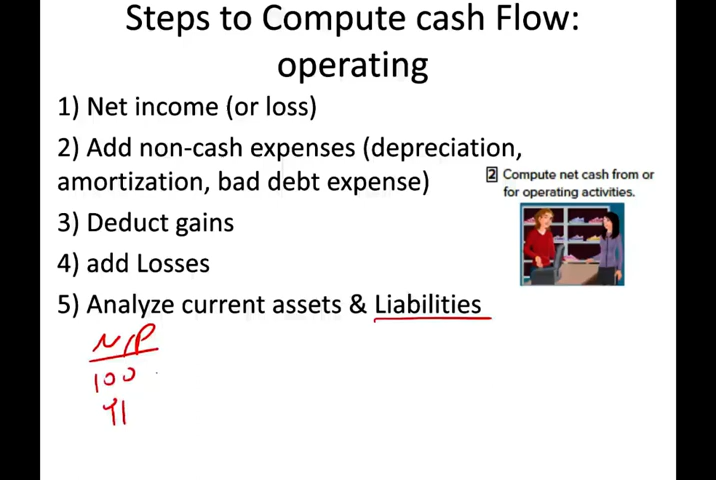 Steps to Compute cash Flow:
operating
1) Net income (or loss)
2) Add non-cash expenses (depreciation,
amortization, bad debt expense)
2 Compute net cash from or
for operating activities.
3) Deduct gains
4) add Losses
5) Analyze current assets & Liabilities
N/P
100